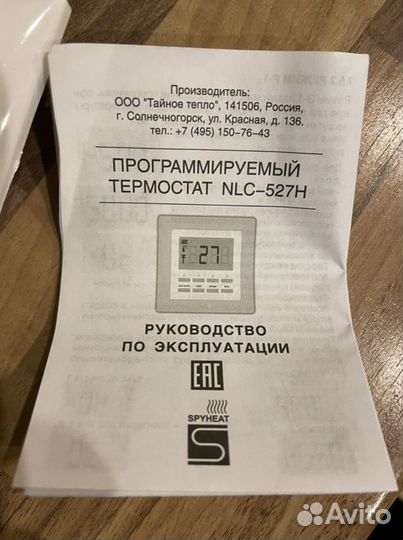 Производитель:
ООО "Тайное тепло", 141506, Россия,
г. Солнечногорск, ул. Красная, д. 136.
тел.: +7 (495) 150-76-43
ПРОГРАММИРУЕМЫЙ
ТЕРМОСТАТ NLC-527H
27
РУКОВОДСТВО
ПО ЭКСПЛУАТАЦИИ
EAC
SPYHEAT
S
Avito